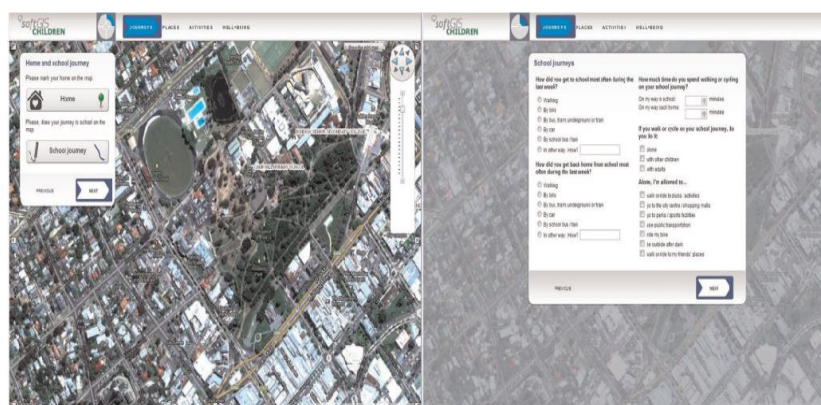 softGIS
CHILDREN
JOURNEYS PLACES ACTIVITIES WELL-BEING
Home and school journey
Please mark your home on the map.
Home
Please, draw your journey to school on the
map.
School journey
PREVIOUS
NEXT
softGIS
CHILDREN
JOURNEYS PLACES ACTIVITIES WELL-BEING
School journeys
How did you get to school most often during the
last week?
Walking
By bike
By bus, tram, underground or train
By car
By school bus / taxi
In other way. How?
How did you get back home from school most
often during the last week?
Walking
By bike
By bus, tram, underground or train
By car
By school bus / taxi
In other way. How?
How much time do you spend walking or cycling
on your school journey?
On my way to school: minutes
On my way back home: minutes
If you walk or cycle on your school journey, do
you do it:
alone
with other children
with adults
Alone, I'm allowed to...
walk or ride to places / activities
go to the city centre / shopping malls
go to parks / sports facilities
use public transportation
ride my bike
be outside after dark
walk or ride to my friends' places
PREVIOUS
NEXT